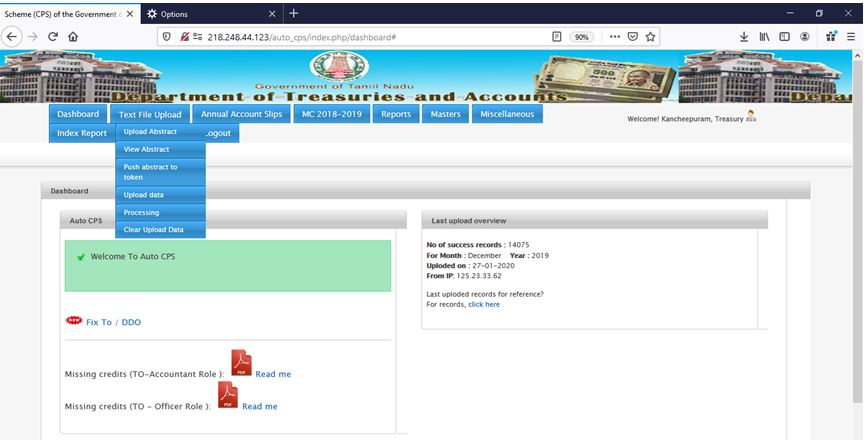 Scheme (CPS) of the Government o
Options
218.248.44.123/auto_cps/index.php/dashboard#
90%
Government of Tamil Nadu
Department of Treasuries and Accounts
Depa
500
Dashboard
Text File Upload
Annual Account Slips
MC 2018-2019
Reports
Masters
Miscellaneous
Welcome! Kancheepuram, Treasury
Index Report
Upload Abstract
ogout
View Abstract
Push abstract to
token
Upload data
Processing
Clear Upload Data
Dashboard
Auto CPS
Welcome To Auto CPS
new Fix To / DDO
Missing credits (TO-Accountant Role ): PDF Read me
Missing credits (TO - Officer Role ): PDF Read me
Last upload overview
No of success records : 14075
For Month : December Year : 2019
Uploded on : 27-01-2020
From IP: 125.23.33.62
Last uploded records for reference?
For records, click here